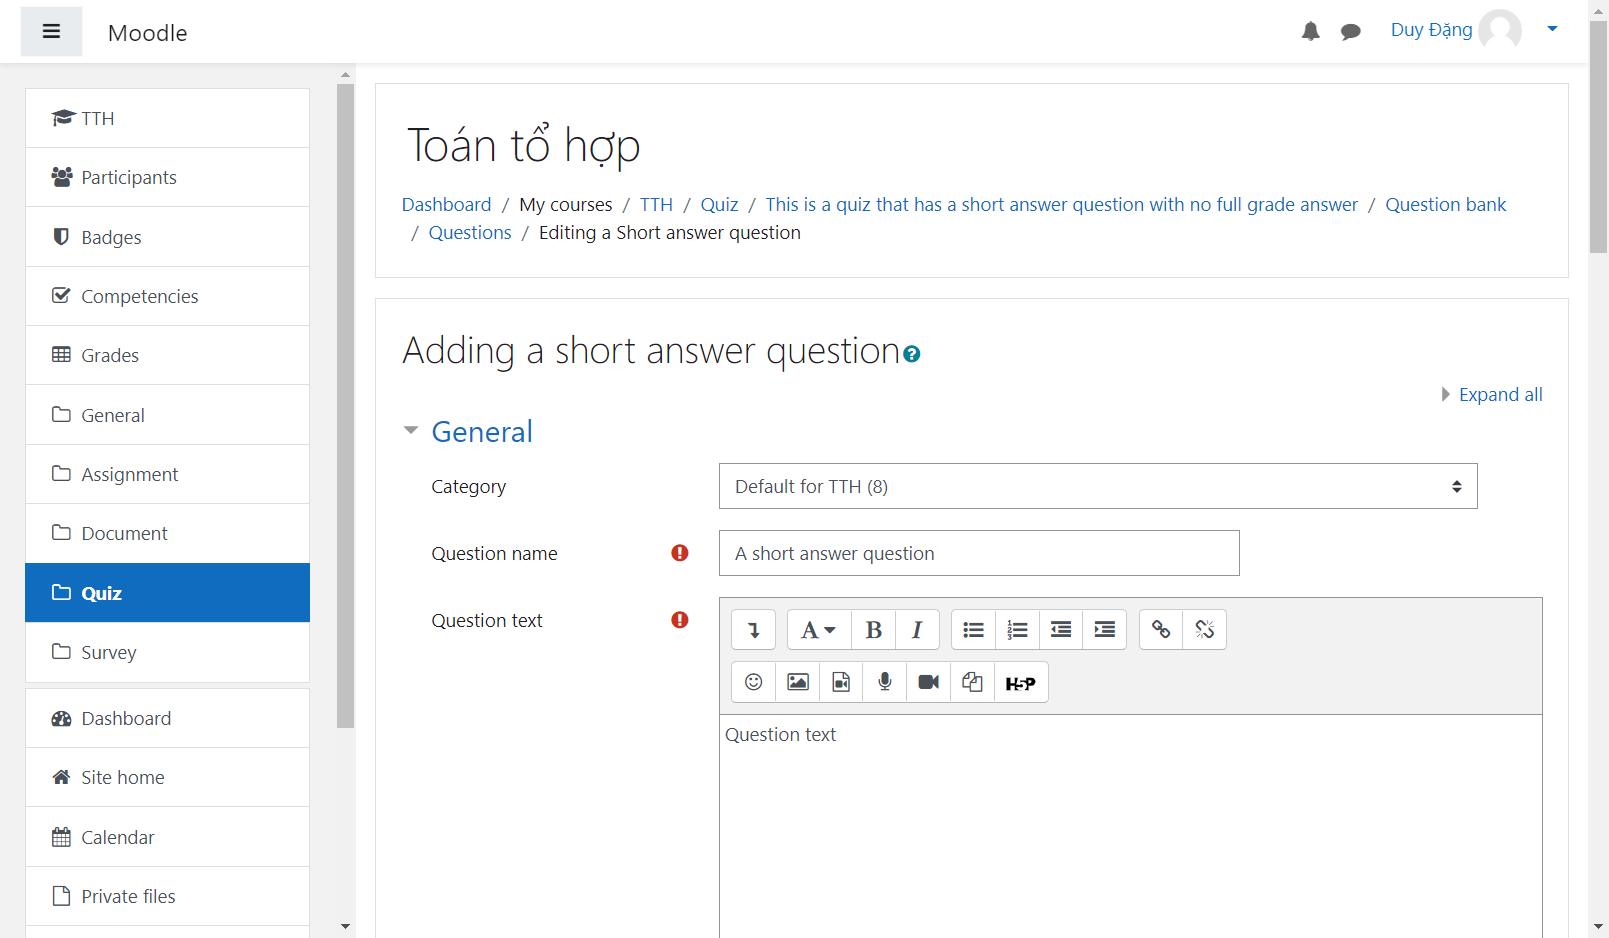 Moodle
Duy Đặng
TTH
Participants
Badges
Competencies
Grades
General
Assignment
Document
Quiz
Survey
Dashboard
Site home
Calendar
Private files
Toán tổ hợp
Dashboard / My courses / TTH / Quiz / This is a quiz that has a short answer question with no full grade answer / Question bank
/ Questions / Editing a Short answer question
Adding a short answer question
Expand all
General
Category
Default for TTH (8)
Question name
A short answer question
Question text
A B I
H5P
Question text